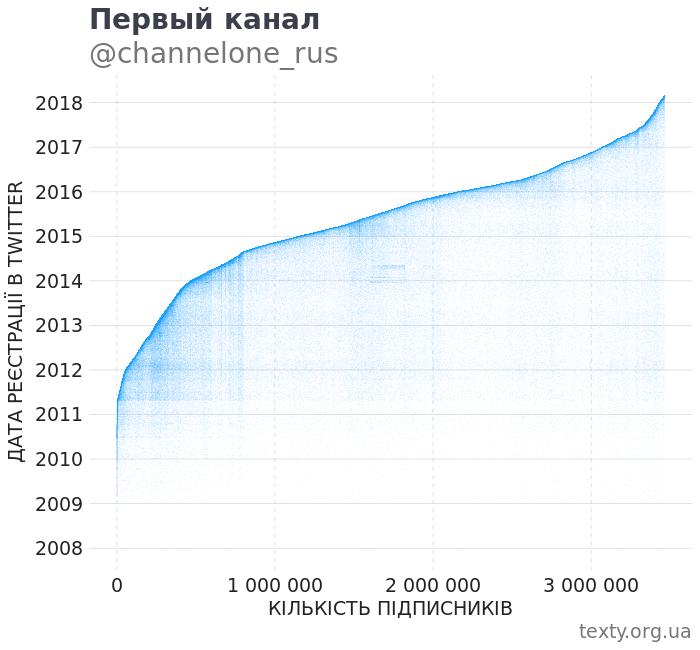 Первый канал
@channelone_rus
2018
2017
2016
2015
2014
2013
2012
2011
2010
2009
2008
ДАТА РЕЄСТРАЦІЇ В TWITTER
0 1 000 000 2 000 000 3 000 000
КІЛЬКІСТЬ ПІДПИСНИКІВ
texty.org.ua